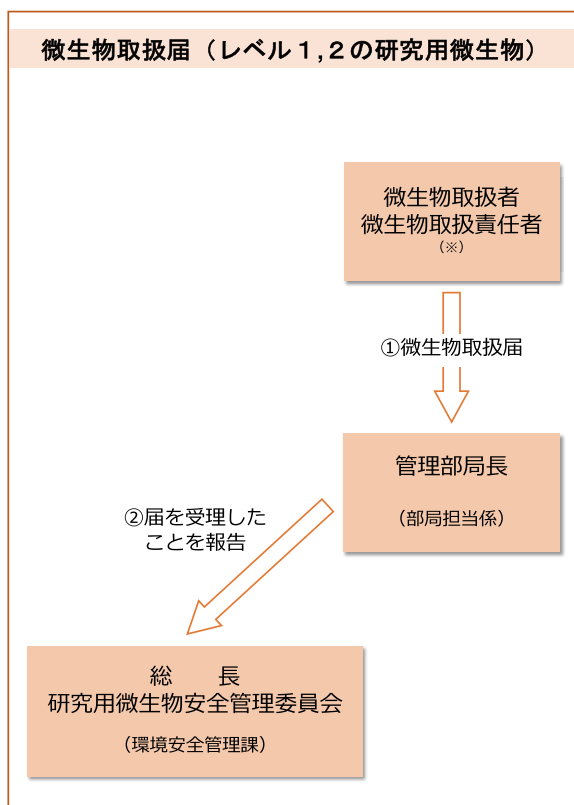 微生物取扱届（レベル１,２の研究用微生物）
微生物取扱者
微生物取扱責任者
（※）
①微生物取扱届
管理部局長
（部局担当係）
②届を受理した
ことを報告
総　　長
研究用微生物安全管理委員会
（環境安全管理課）